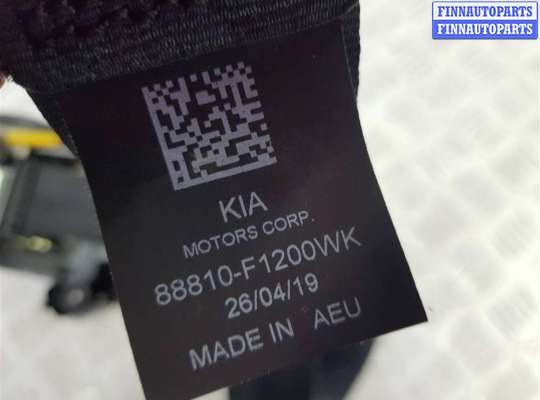 FINNAUTOPARTS
FINNAUTOPARTS
KIA
MOTORS CORP.
88810-F1200WK
26/04/19
MADE IN AEU